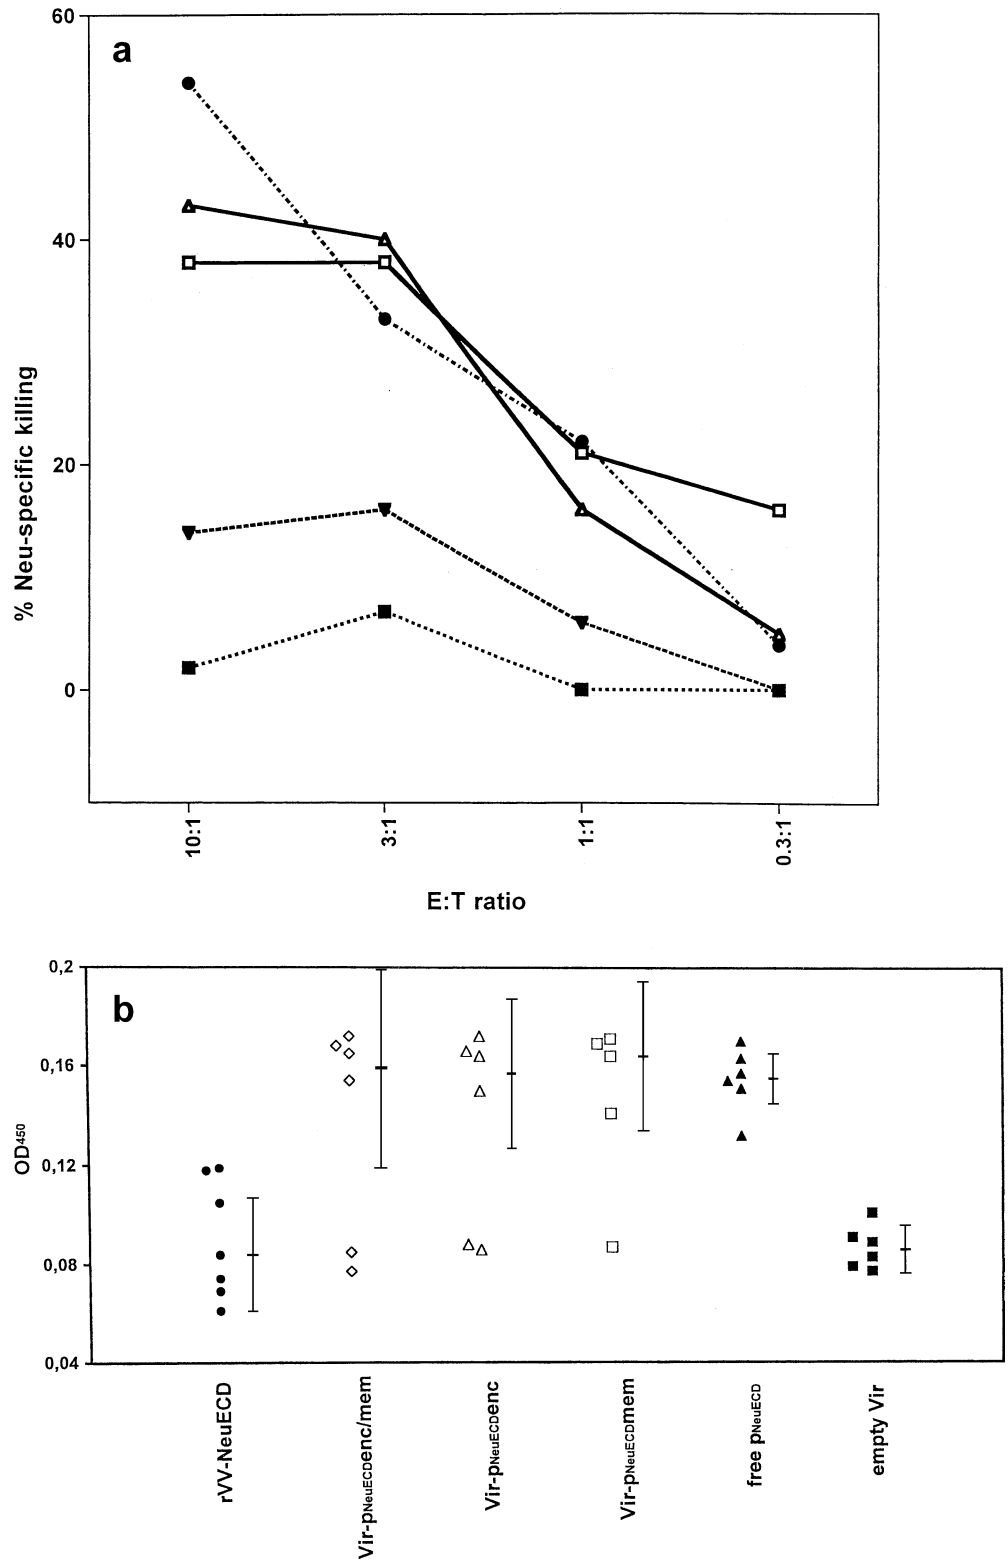 60
a
40
20
0
% Neu-specific killing
10:1
3:1
1:1
0.3:1
E:T ratio
0,2
b
0,16
0,12
0,08
0,04
OD450
rVV-NeuECD
Vir-pNeuECDenc/mem
Vir-pNeuECDenc
Vir-pNeuECDmem
free pNeuECD
empty Vir